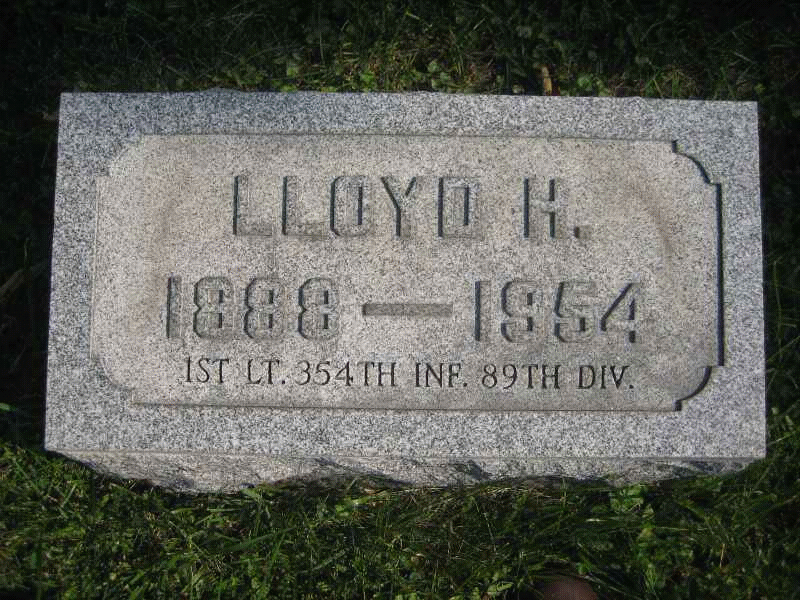 LLOYD H.
1888 — 1954
1ST LT. 354TH INF. 89TH DIV.